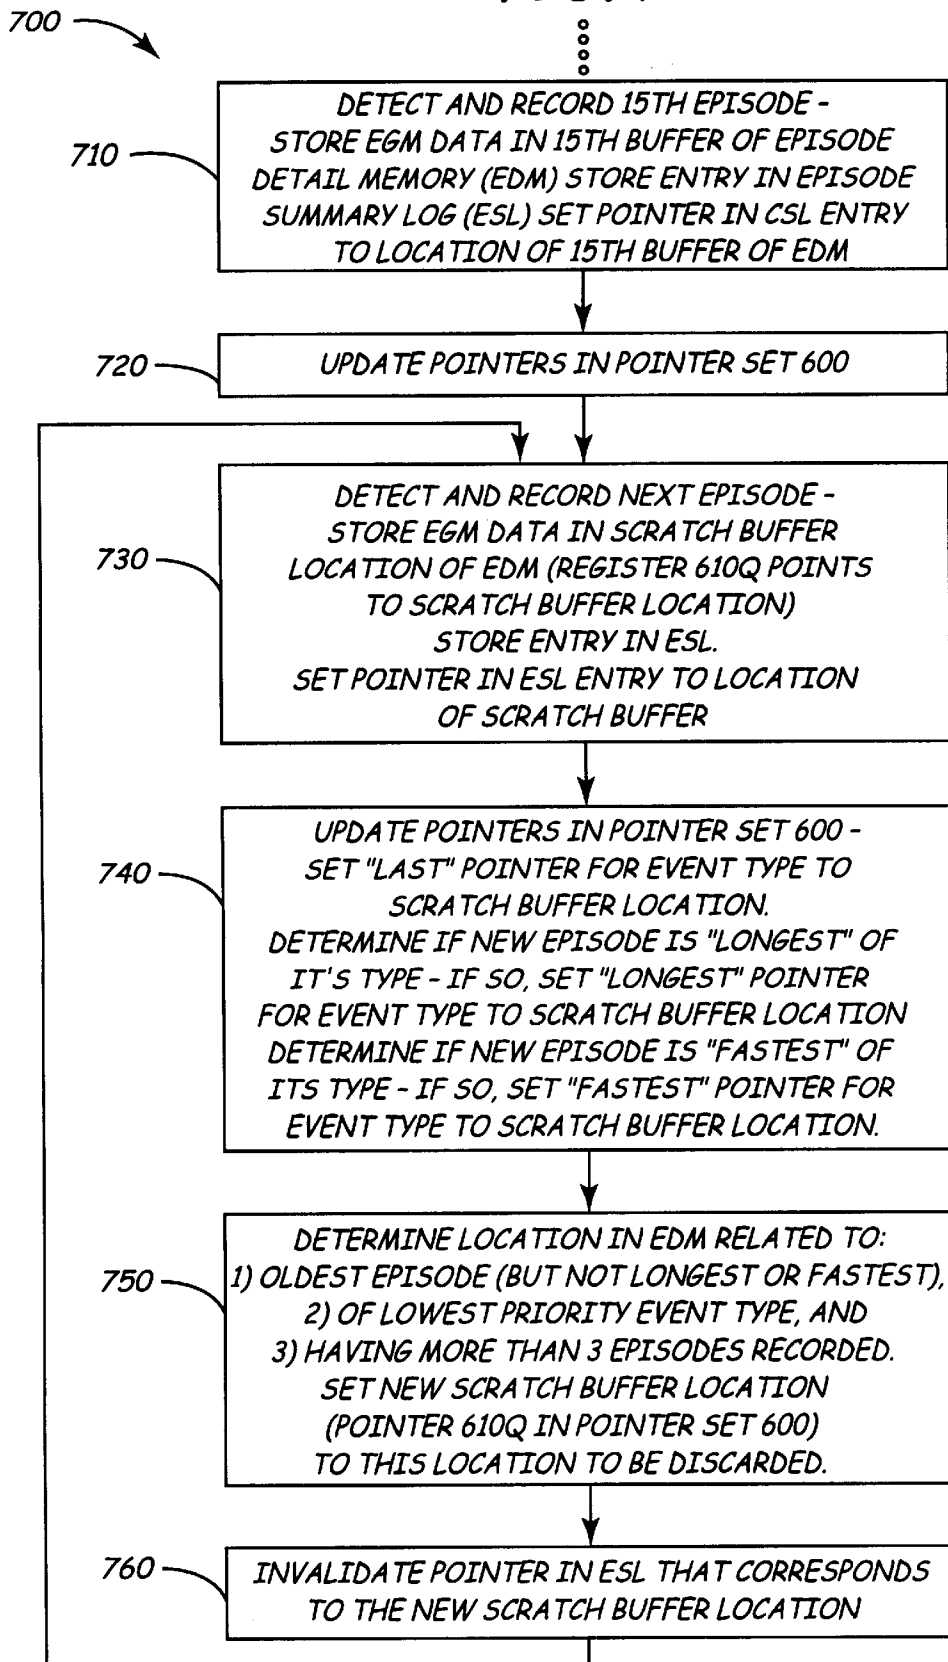 700
710
DETECT AND RECORD 15TH EPISODE -
STORE EGM DATA IN 15TH BUFFER OF EPISODE
DETAIL MEMORY (EDM) STORE ENTRY IN EPISODE
SUMMARY LOG (ESL) SET POINTER IN CSL ENTRY
TO LOCATION OF 15TH BUFFER OF EDM
720
UPDATE POINTERS IN POINTER SET 600
730
DETECT AND RECORD NEXT EPISODE -
STORE EGM DATA IN SCRATCH BUFFER
LOCATION OF EDM (REGISTER 610Q POINTS
TO SCRATCH BUFFER LOCATION)
STORE ENTRY IN ESL.
SET POINTER IN ESL ENTRY TO LOCATION
OF SCRATCH BUFFER
740
UPDATE POINTERS IN POINTER SET 600 -
SET "LAST" POINTER FOR EVENT TYPE TO
SCRATCH BUFFER LOCATION.
DETERMINE IF NEW EPISODE IS "LONGEST" OF
IT'S TYPE - IF SO, SET "LONGEST" POINTER
FOR EVENT TYPE TO SCRATCH BUFFER LOCATION
DETERMINE IF NEW EPISODE IS "FASTEST" OF
ITS TYPE - IF SO, SET "FASTEST" POINTER FOR
EVENT TYPE TO SCRATCH BUFFER LOCATION.
750
DETERMINE LOCATION IN EDM RELATED TO:
1) OLDEST EPISODE (BUT NOT LONGEST OR FASTEST),
2) OF LOWEST PRIORITY EVENT TYPE, AND
3) HAVING MORE THAN 3 EPISODES RECORDED.
SET NEW SCRATCH BUFFER LOCATION
(POINTER 610Q IN POINTER SET 600)
TO THIS LOCATION TO BE DISCARDED.
760
INVALIDATE POINTER IN ESL THAT CORRESPONDS
TO THE NEW SCRATCH BUFFER LOCATION